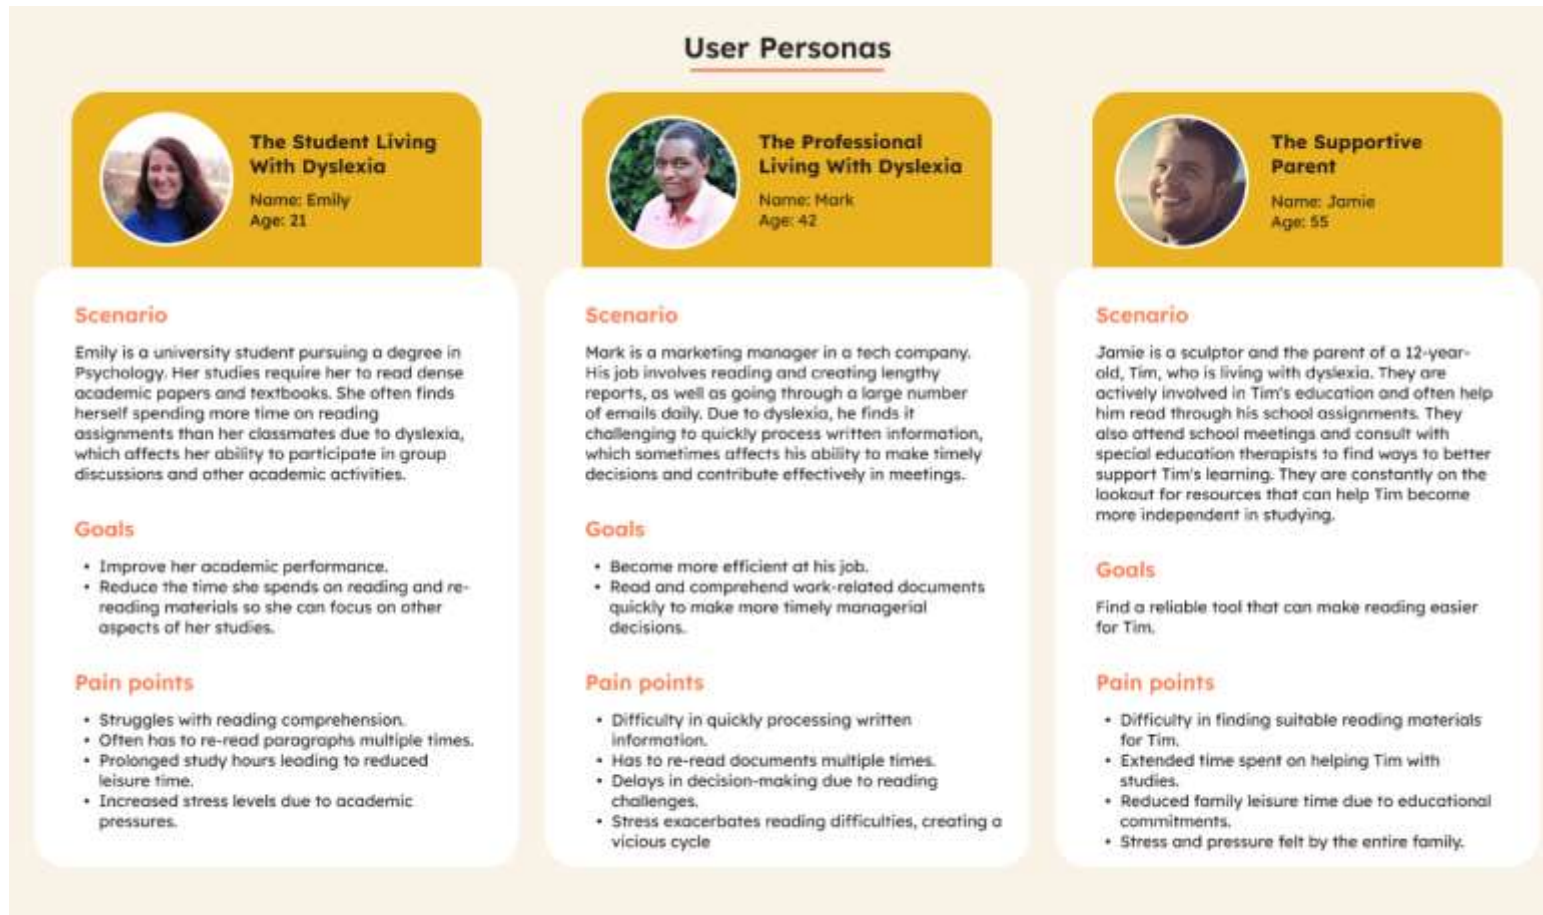 User Personas
The Student Living
With Dyslexia
Name: Emily
Age: 21
Scenario
Emily is a university student pursuing a degree in
Psychology. Her studies require her to read dense
academic papers and textbooks. She often finds
herself spending more time on reading
assignments than her classmates due to dyslexia,
which affects her ability to participate in group
discussions and other academic activities.
Goals
• Improve her academic performance.
• Reduce the time she spends on reading and re-
reading materials so she can focus on other
aspects of her studies.
Pain points
• Struggles with reading comprehension.
• Often has to re-read paragraphs multiple times.
• Prolonged study hours leading to reduced
leisure time.
• Increased stress levels due to academic
pressures.
The Professional
Living With Dyslexia
Name: Mark
Age: 42
Scenario
Mark is a marketing manager in a tech company.
His job involves reading and creating lengthy
reports, as well as going through a large number
of emails daily. Due to dyslexia, he finds it
challenging to quickly process written information,
which sometimes affects his ability to make timely
decisions and contribute effectively in meetings.
Goals
• Become more efficient at his job.
• Read and comprehend work-related documents
quickly to make more timely managerial
decisions.
Pain points
• Difficulty in quickly processing written
information.
• Has to re-read documents multiple times.
• Delays in decision-making due to reading
challenges.
• Stress exacerbates reading difficulties, creating a
vicious cycle
The Supportive
Parent
Name: Jamie
Age: 55
Scenario
Jamie is a sculptor and the parent of a 12-year-
old, Tim, who is living with dyslexia. They are
actively involved in Tim's education and often help
him read through his school assignments. They
also attend school meetings and consult with
special education therapists to find ways to better
support Tim's learning. They are constantly on the
lookout for resources that can help Tim become
more independent in studying.
Goals
Find a reliable tool that can make reading easier
for Tim.
Pain points
• Difficulty in finding suitable reading materials
for Tim.
• Extended time spent on helping Tim with
studies.
• Reduced family leisure time due to educational
commitments.
• Stress and pressure felt by the entire family.